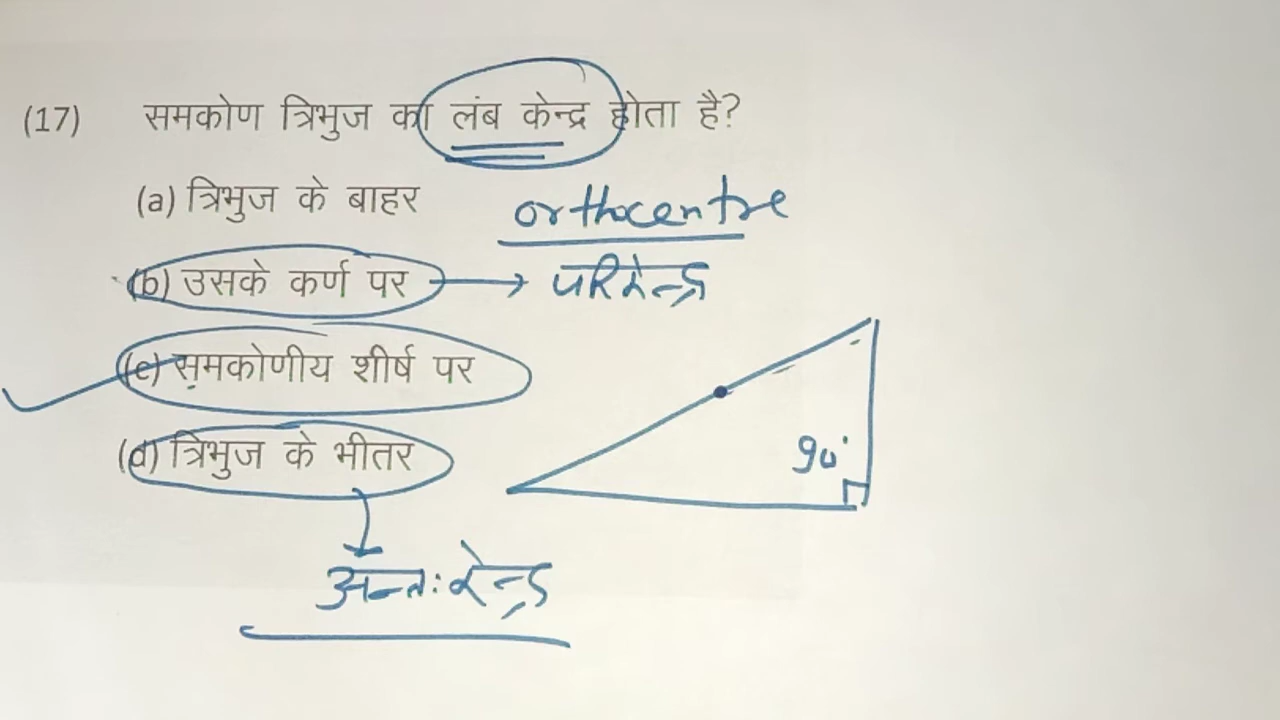 (17) समकोण त्रिभुज का लंब केन्द्र होता है?
(a) त्रिभुज के बाहर
orthocentre
(b) उसके कर्ण पर → परिकेन्द्र
(c) समकोणीय शीर्ष पर
(d) त्रिभुज के भीतर
90°
अन्तः केन्द्र